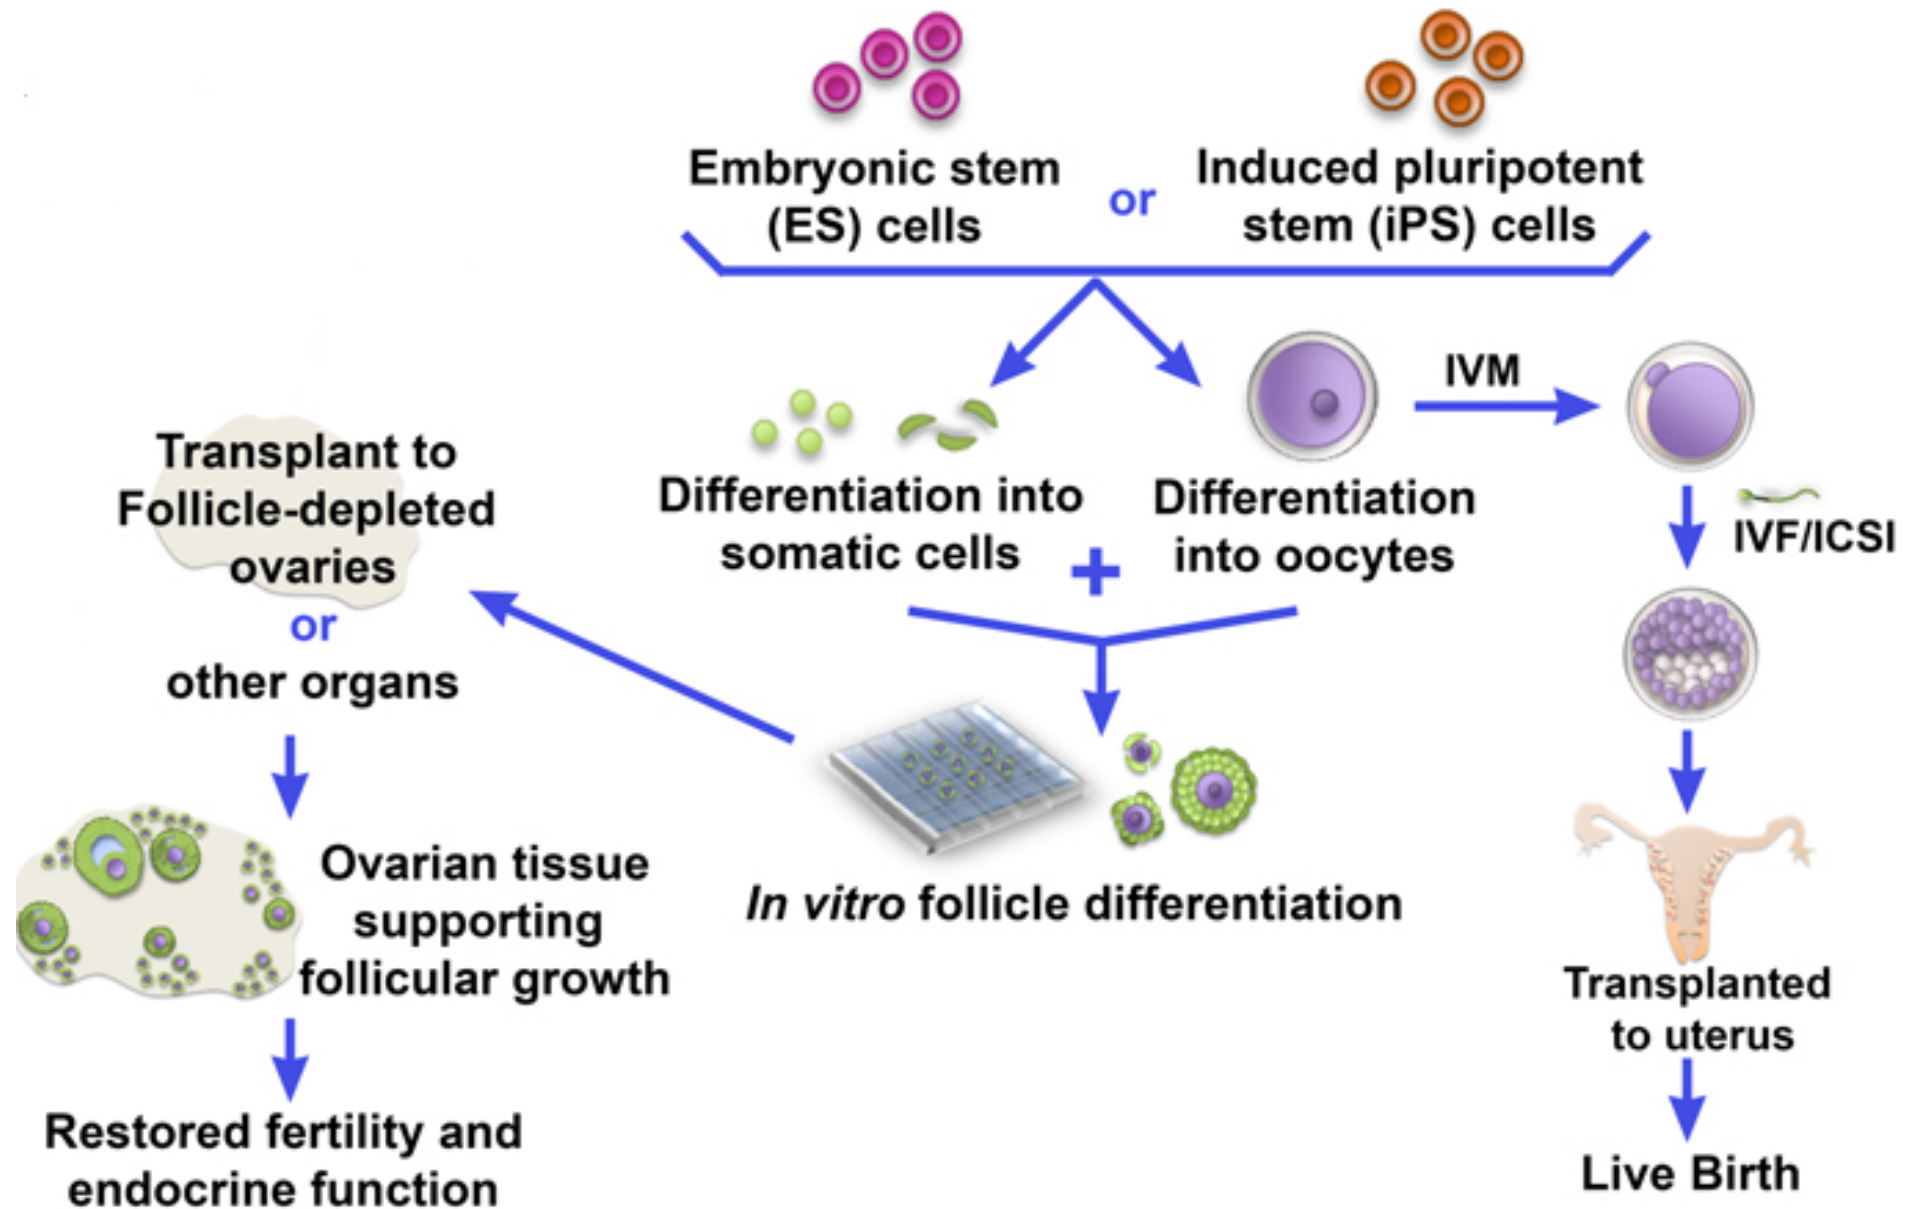 Embryonic stem
(ES) cells
or
Induced pluripotent
stem (iPS) cells
IVM
Differentiation into
somatic cells
+
Differentiation
into oocytes
IVF/ICSI
Transplant to
Follicle-depleted
ovaries
or
other organs
In vitro follicle differentiation
Ovarian tissue
supporting
follicular growth
Restored fertility and
endocrine function
Transplanted
to uterus
Live Birth